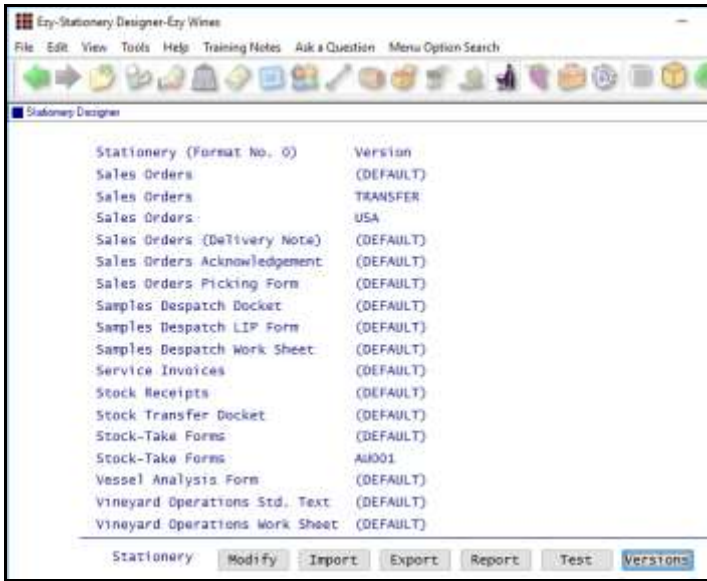 Ezy-Stationery Designer-Ezy Wines
File Edit View Tools Help Training Notes Ask a Question Menu Option Search
Stationery Designer
Stationery (Format No. 0) Version
Sales Orders (DEFAULT)
Sales Orders TRANSFER
Sales Orders USA
Sales Orders (Delivery Note) (DEFAULT)
Sales Orders Acknowledgement (DEFAULT)
Sales Orders Picking Form (DEFAULT)
Samples Despatch Docket (DEFAULT)
Samples Despatch LIP Form (DEFAULT)
Samples Despatch Work Sheet (DEFAULT)
Service Invoices (DEFAULT)
Stock Receipts (DEFAULT)
Stock Transfer Docket (DEFAULT)
Stock-Take Forms (DEFAULT)
Stock-Take Forms AU001
Vessel Analysis Form (DEFAULT)
Vineyard Operations Std. Text (DEFAULT)
Vineyard Operations Work Sheet (DEFAULT)
Stationery Modify Import Export Report Test Versions